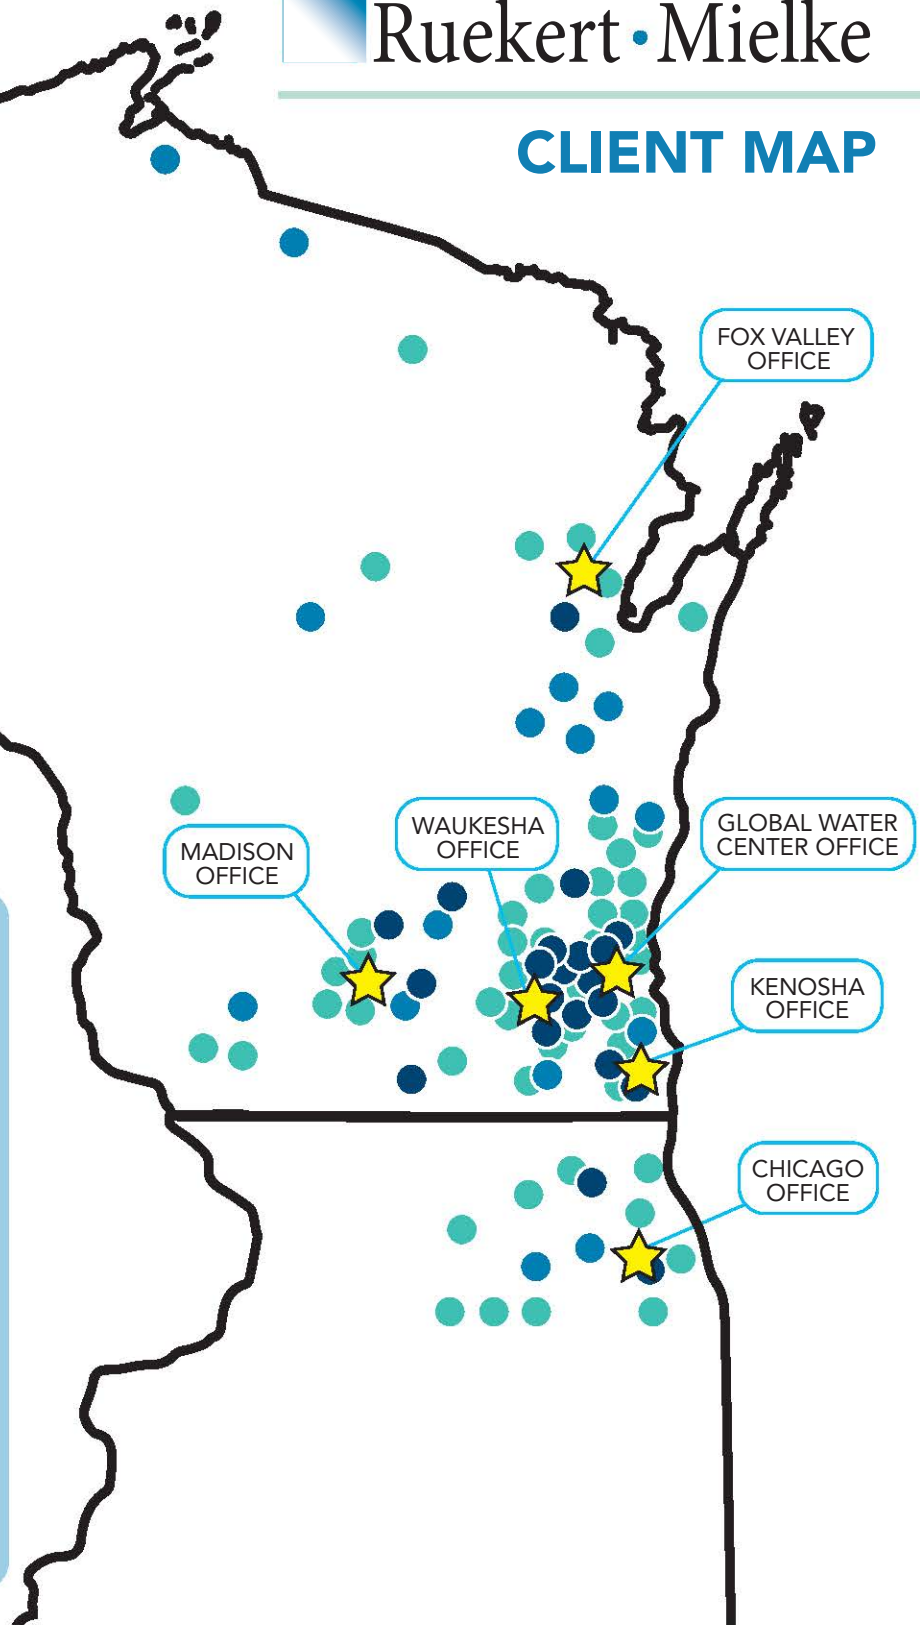 Ruekert • Mielke
CLIENT MAP
FOX VALLEY
OFFICE
WAUKESHA
OFFICE
GLOBAL WATER
CENTER OFFICE
MADISON
OFFICE
KENOSHA
OFFICE
CHICAGO
OFFICE